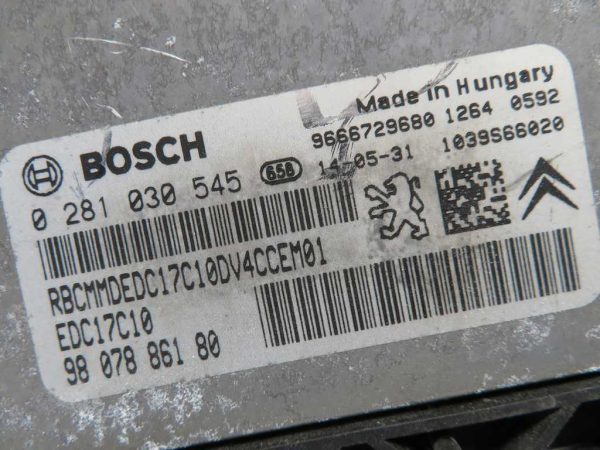 Made in Hungary
BOSCH
9666729680 1264 0592
0 281 030 545 658 14-05-31 1039S66020
RBCMMDEDC17C10DV4CCEM01
EDC17C10
98 078 861 80